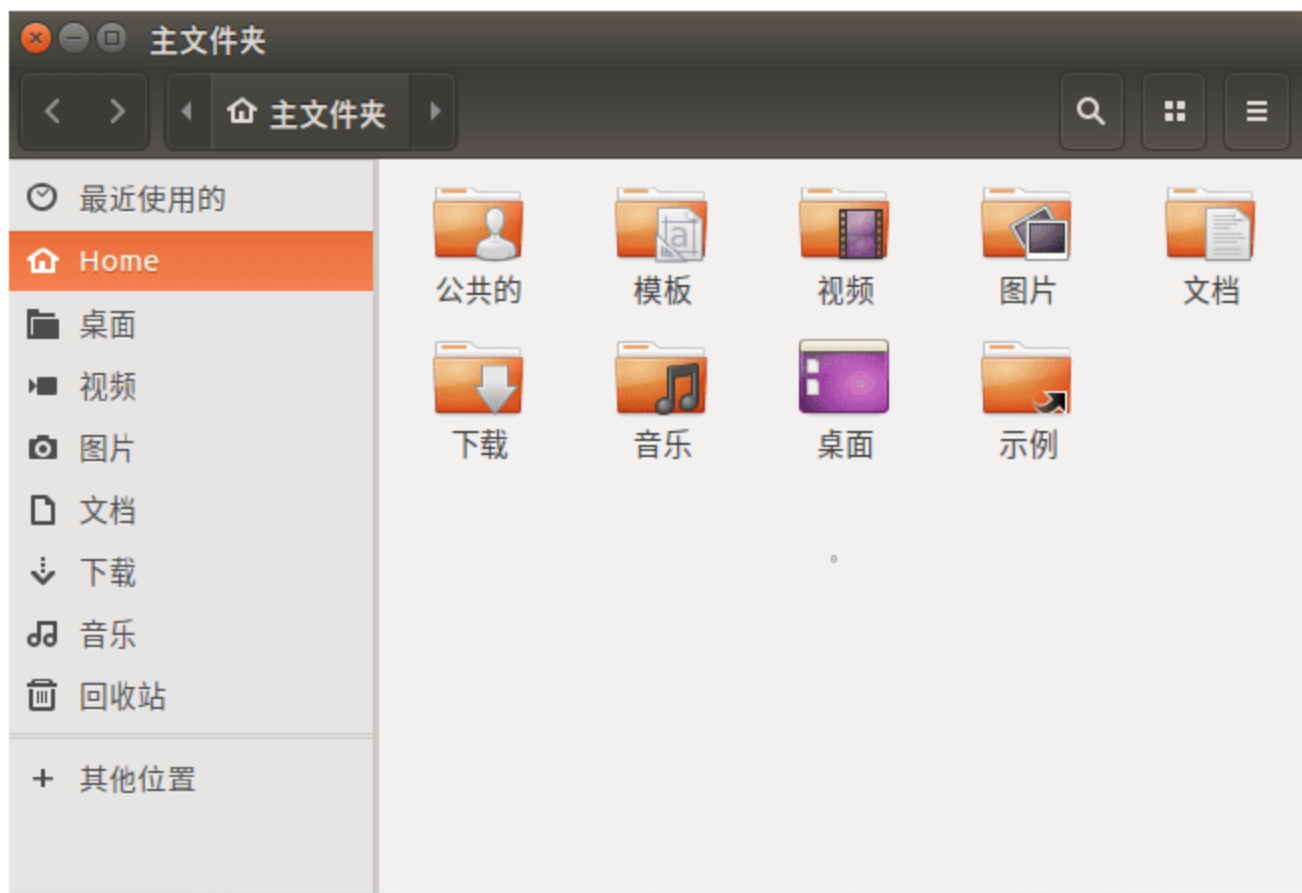 主文件夹
主文件夹
最近使用的
Home
桌面
视频
图片
文档
下载
音乐
回收站
其他位置
公共的 模板 视频 图片 文档
下载 音乐 桌面 示例